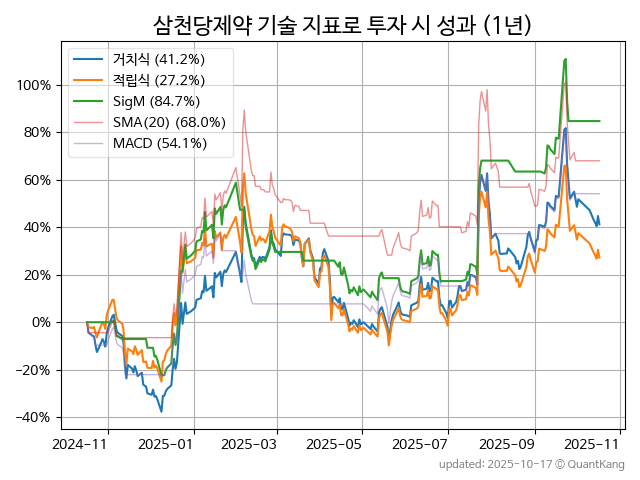 삼천당제약 기술 지표로 투자 시 성과 (1년)
거치식 (41.2%)
적립식 (27.2%)
SigM (84.7%)
SMA(20) (68.0%)
MACD (54.1%)
100%
80%
60%
40%
20%
0%
−20%
−40%
2024-11
2025-01
2025-03
2025-05
2025-07
2025-09
2025-11
updated: 2025-10-17 © QuantKang